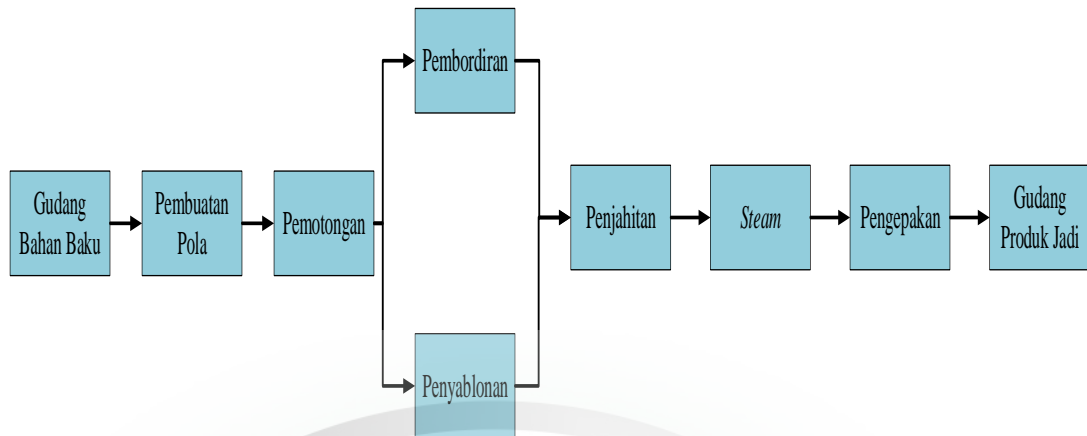 Gudang
Bahan Baku
Pembuatan
Pola
Pemotongan
Pembordiran
Penyablonan
Penjahitan
Steam
Pengepakan
Gudang
Produk Jadi